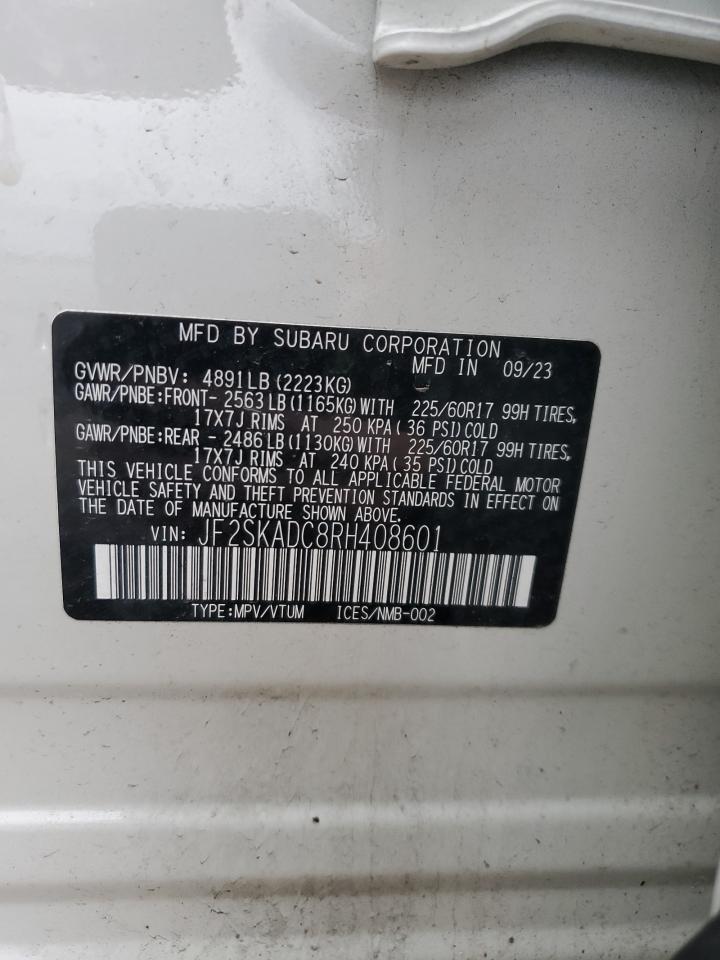 MFD BY SUBARU CORPORATION
MFD IN 09/23
GVWR/PNBV: 4891LB (2223KG)
GAWR/PNBE:FRONT- 2563LB (1165KG) WITH 225/60R17 99H TIRES,
17X7J RIMS AT 250 KPA ( 36 PSI) COLD
GAWR/PNBE:REAR - 2486LB (1130KG) WITH 225/60R17 99H TIRES,
17X7J RIMS AT 240 KPA ( 35 PSI) COLD
THIS VEHICLE CONFORMS TO ALL APPLICABLE FEDERAL MOTOR
VEHICLE SAFETY AND THEFT PREVENTION STANDARDS IN EFFECT ON
THE DATE OF MANUFACTURE SHOWN ABOVE.
VIN: JF2SKADC8RH408601
TYPE:MPV/VTUM ICES/NMB-002